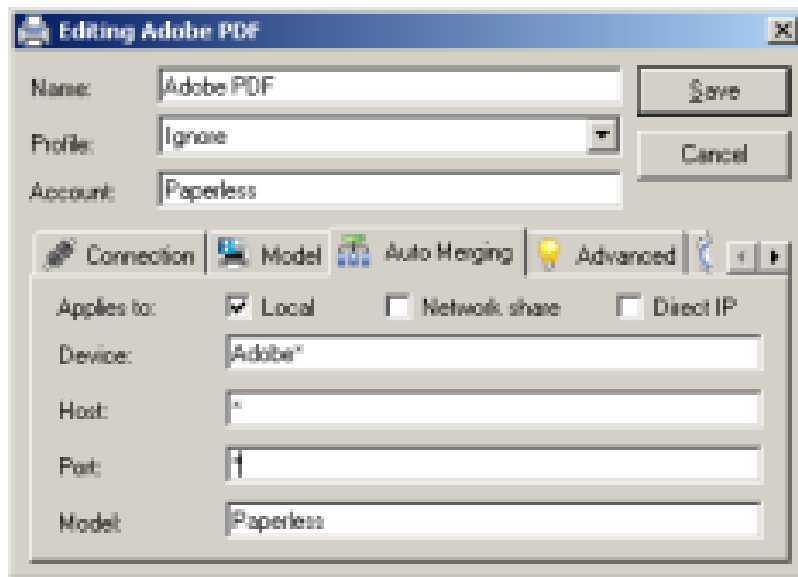 Editing Adobe PDF
Name: Adobe PDF Save
Profile: Ignore Cancel
Account: Paperless
Connection Model Auto Merging Advanced
Applies to: Local Network share Direct IP
Device: Adobe*
Host: *
Port: *
Model: Paperless